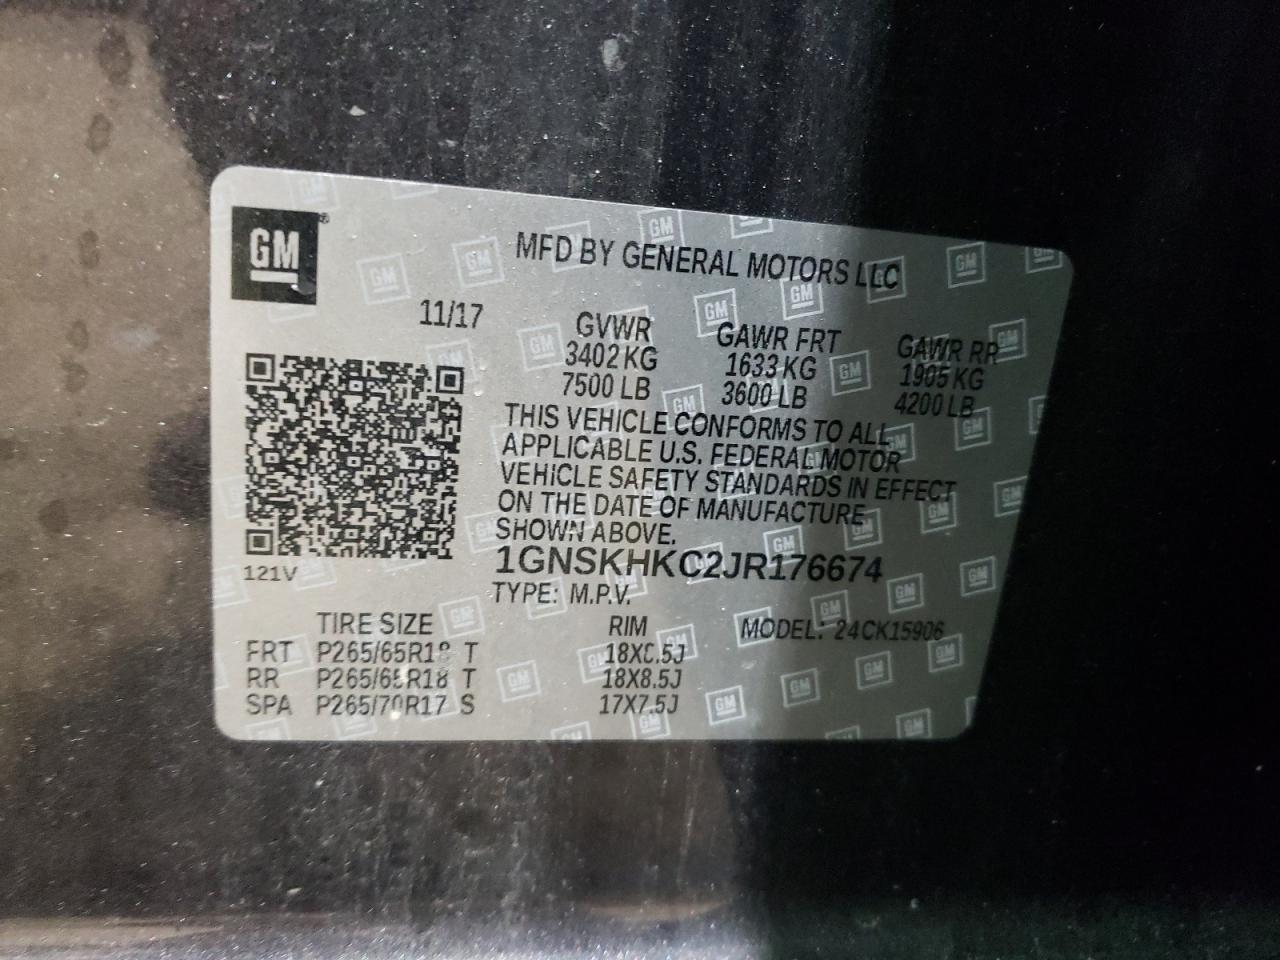 GM
MFD BY GENERAL MOTORS LLC
11/17
GVWR GAWR FRT GAWR RR
3402 KG 1633 KG 1905 KG
7500 LB 3600 LB 4200 LB
THIS VEHICLE CONFORMS TO ALL
APPLICABLE U.S. FEDERAL MOTOR
VEHICLE SAFETY STANDARDS IN EFFECT
ON THE DATE OF MANUFACTURE
SHOWN ABOVE.
1GNSKHKC2JR176674
121V
TYPE: M.P.V.
TIRE SIZE RIM MODEL: 24CK15906
FRT P265/65R18 T 18X8.5J
RR P265/65R18 T 18X8.5J
SPA P265/70R17 S 17X7.5J